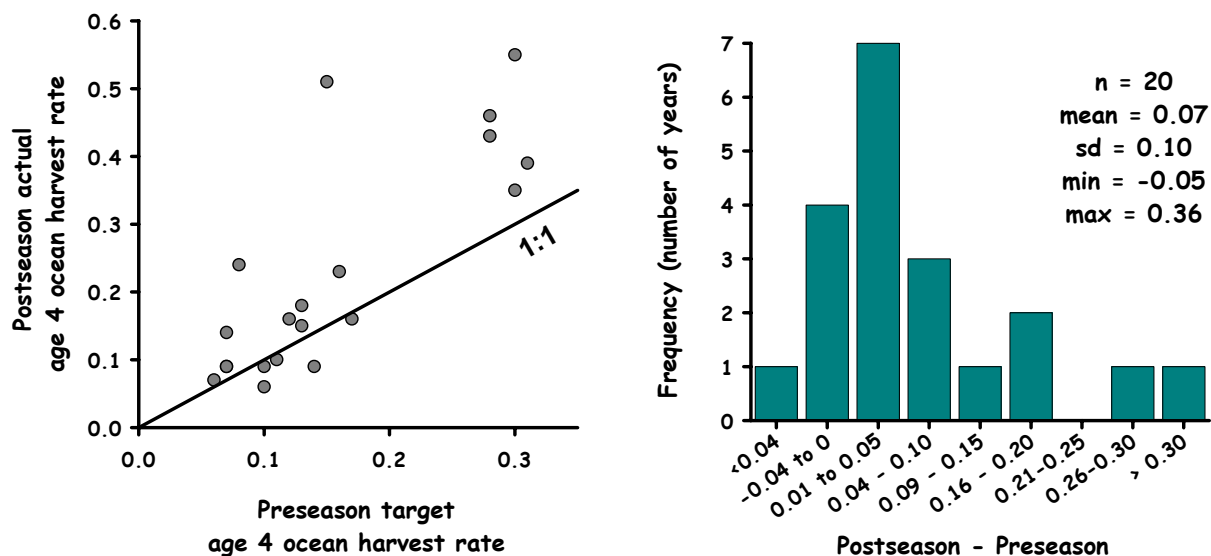 Postseason actual
age 4 ocean harvest rate
0.6
0.5
0.4
0.3
0.2
0.1
0.0
1:1
0.0 0.1 0.2 0.3
Preseason target
age 4 ocean harvest rate
Frequency (number of years)
7
6
5
4
3
2
1
0
n = 20
mean = 0.07
sd = 0.10
min = -0.05
max = 0.36
<0.04
-0.04 to 0
0.01 to 0.05
0.04 - 0.10
0.09 - 0.15
0.16 - 0.20
0.21-0.25
0.26-0.30
> 0.30
Postseason - Preseason